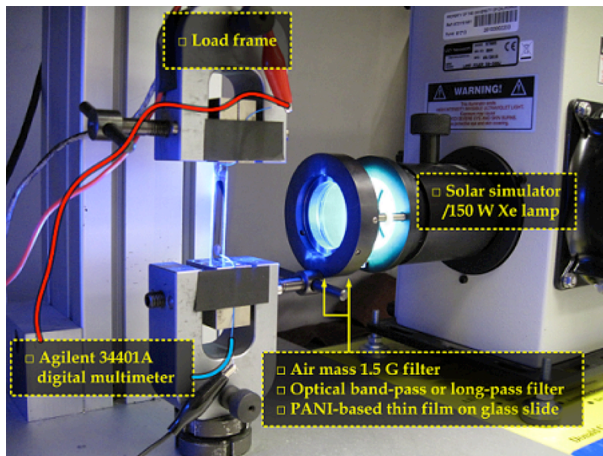 □ Load frame
WARNING!
□ Solar simulator
/150 W Xe lamp
□ Agilent 34401A
digital multimeter
□ Air mass 1.5 G filter
□ Optical band-pass or long-pass filter
□ PANI-based thin film on glass slide